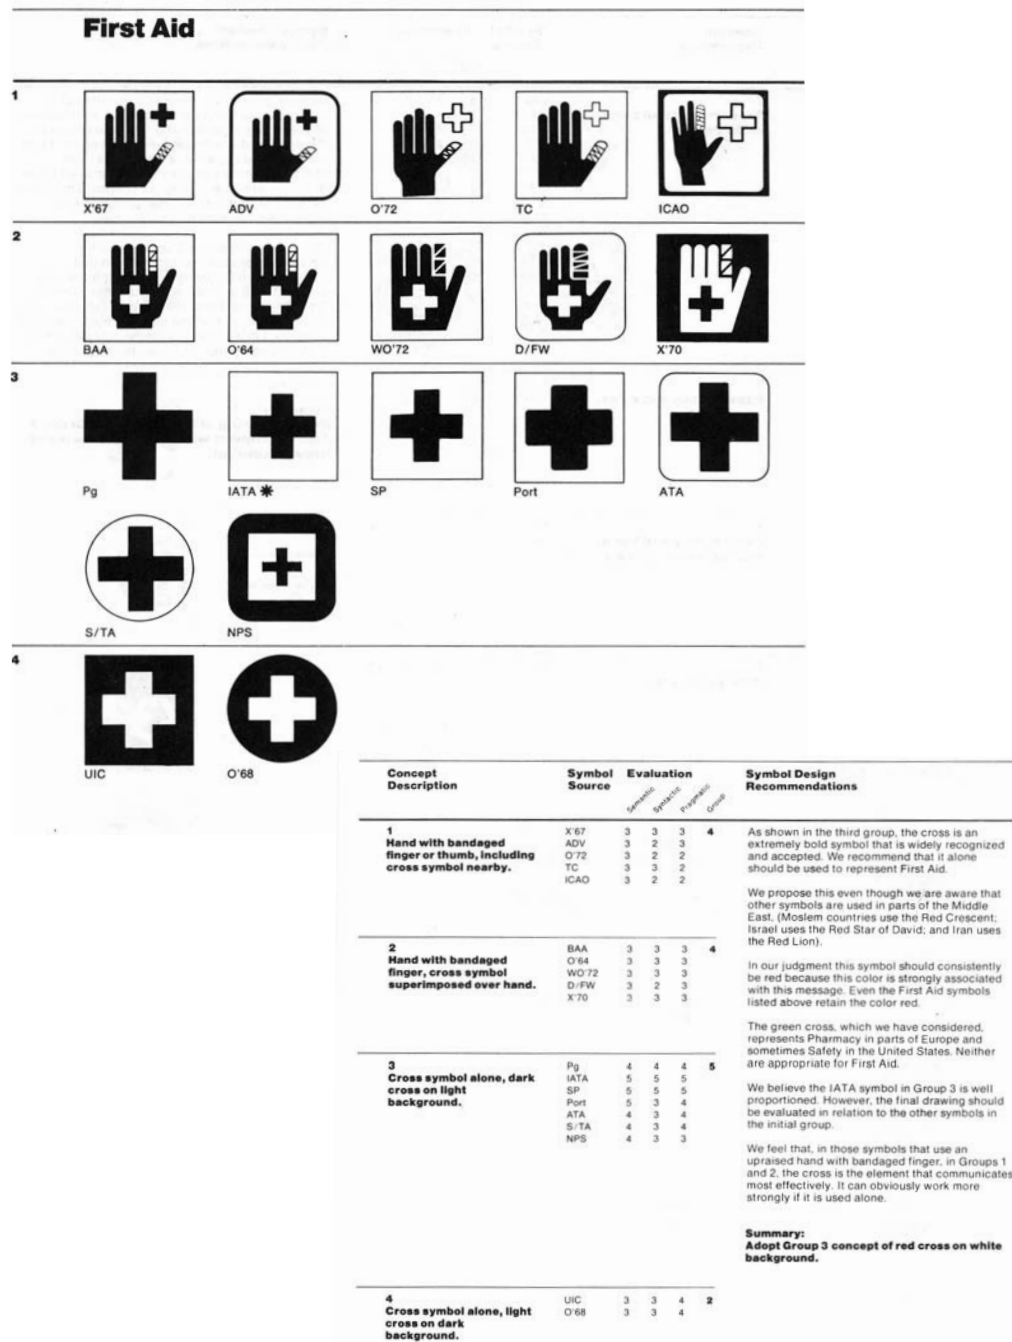 First Aid
1
X'67 ADV O'72 TC ICAO
2
BAA O'64 WO'72 D/FW X'70
3
Pg IATA SP Port ATA
S/TA NPS
4
UIC O'68
Concept Description
Symbol Source
Evaluation
Semantic Syntactic Pragmatic Group
Symbol Design Recommendations
1
Hand with bandaged
finger or thumb, including
cross symbol nearby.
X'67 3 3 3 4
ADV 3 2 3
O'72 3 2 2
TC 3 3 2
ICAO 3 2 2
2
Hand with bandaged
finger, cross symbol
superimposed over hand.
BAA 3 3 3 4
O'64 3 3 3
WO'72 3 3 3
D/FW 3 2 3
X'70 3 3 3
3
Cross symbol alone, dark
cross on light
background.
Pg 4 4 4 5
IATA 5 5 5
SP 5 5 5
Port 5 3 4
ATA 4 3 4
S/TA 4 3 4
NPS 4 3 3
4
Cross symbol alone, light
cross on dark
background.
UIC 3 3 4 2
O'68 3 3 4
As shown in the third group, the cross is an
extremely bold symbol that is widely recognized
and accepted. We recommend that it alone
should be used to represent First Aid.
We propose this even though we are aware that
other symbols are used in parts of the Middle
East. (Moslem countries use the Red Crescent;
Israel uses the Red Star of David; and Iran uses
the Red Lion).
In our judgment this symbol should consistently
be red because this color is strongly associated
with this message. Even the First Aid symbols
listed above retain the color red.
The green cross, which we have considered,
represents Pharmacy in parts of Europe and
sometimes Safety in the United States. Neither
are appropriate for First Aid.
We believe the IATA symbol in Group 3 is well
proportioned. However, the final drawing should
be evaluated in relation to the other symbols in
the initial group.
We feel that, in those symbols that use an
upraised hand with bandaged finger, in Groups 1
and 2, the cross is the element that communicates
most effectively. It can obviously work more
strongly if it is used alone.
Summary:
Adopt Group 3 concept of red cross on white
background.